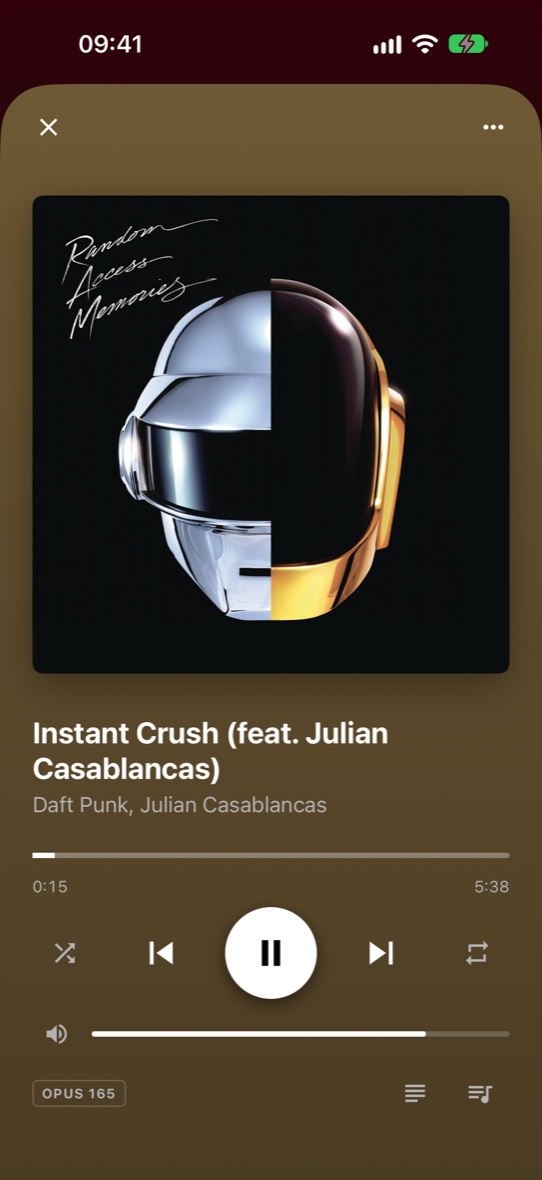 09:41
Random
Access
Memories
Instant Crush (feat. Julian
Casablancas)
Daft Punk, Julian Casablancas
0:15 5:38
OPUS 165